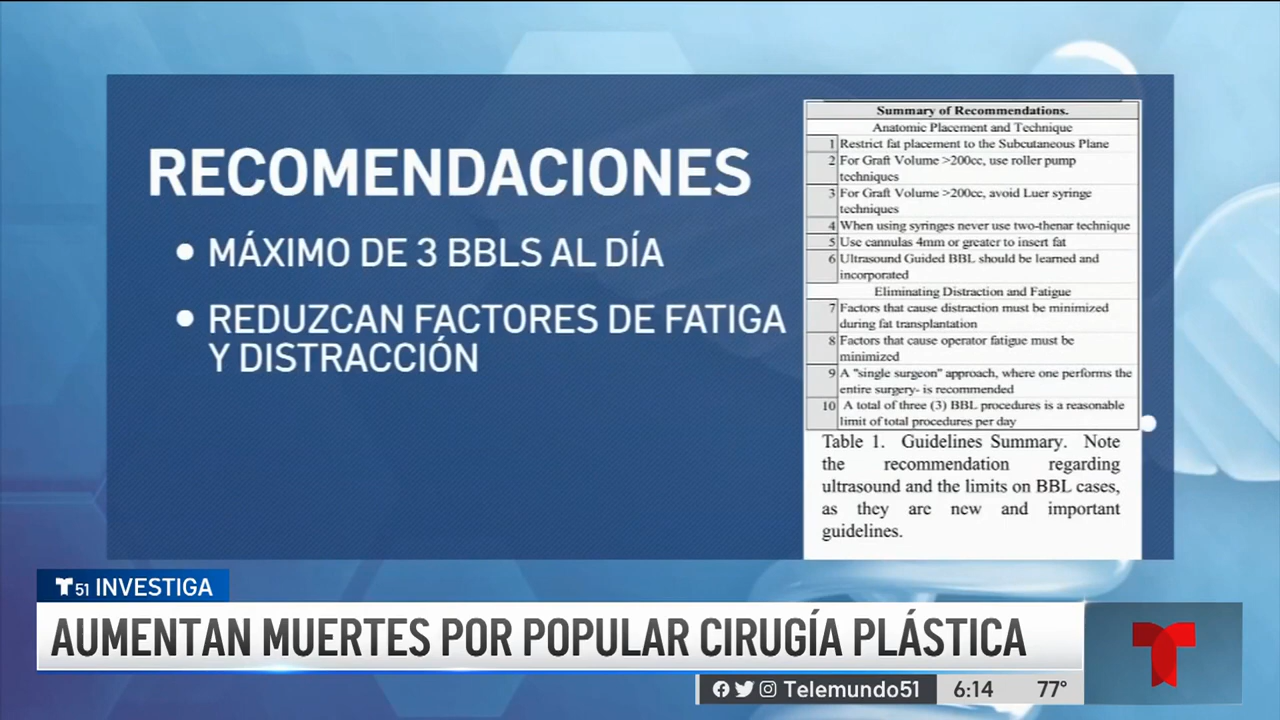 RECOMENDACIONES
• MÁXIMO DE 3 BBLS AL DÍA
• REDUZCAN FACTORES DE FATIGA
Y DISTRACCIÓN
Summary of Recommendations.
Anatomic Placement and Technique
1 Restrict fat placement to the Subcutaneous Plane
2 For Graft Volume >200cc, use roller pump
techniques
3 For Graft Volume >200cc, avoid Luer syringe
techniques
4 When using syringes never use two-thenar technique
5 Use cannulas 4mm or greater to insert fat
6 Ultrasound Guided BBL should be learned and
incorporated
Eliminating Distraction and Fatigue
7 Factors that cause distraction must be minimized
during fat transplantation
8 Factors that cause operator fatigue must be
minimized
9 A "single surgeon" approach, where one performs the
entire surgery- is recommended
10 A total of three (3) BBL procedures is a reasonable
limit of total procedures per day
Table 1. Guidelines Summary. Note
the recommendation regarding
ultrasound and the limits on BBL cases,
as they are new and important
guidelines.
T 51 INVESTIGA
AUMENTAN MUERTES POR POPULAR CIRUGÍA PLÁSTICA
Telemundo51 6:14 77°